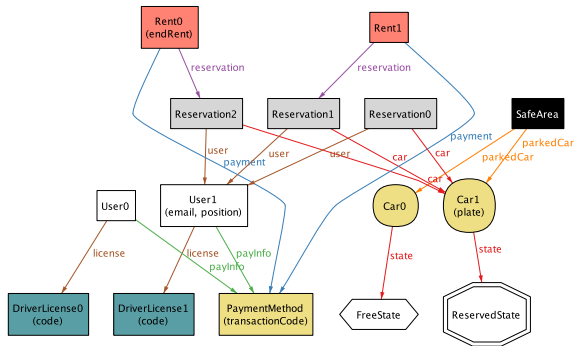 Rent0
(endRent)
Rent1
reservation
reservation
Reservation2
Reservation1
Reservation0
SafeArea
user
user
user
payment
payment
car
car
car
parkedCar
parkedCar
User0
User1
(email, position)
Car0
Car1
(plate)
license
license
payInfo
payInfo
state
state
DriverLicense0
(code)
DriverLicense1
(code)
PaymentMethod
(transactionCode)
FreeState
ReservedState